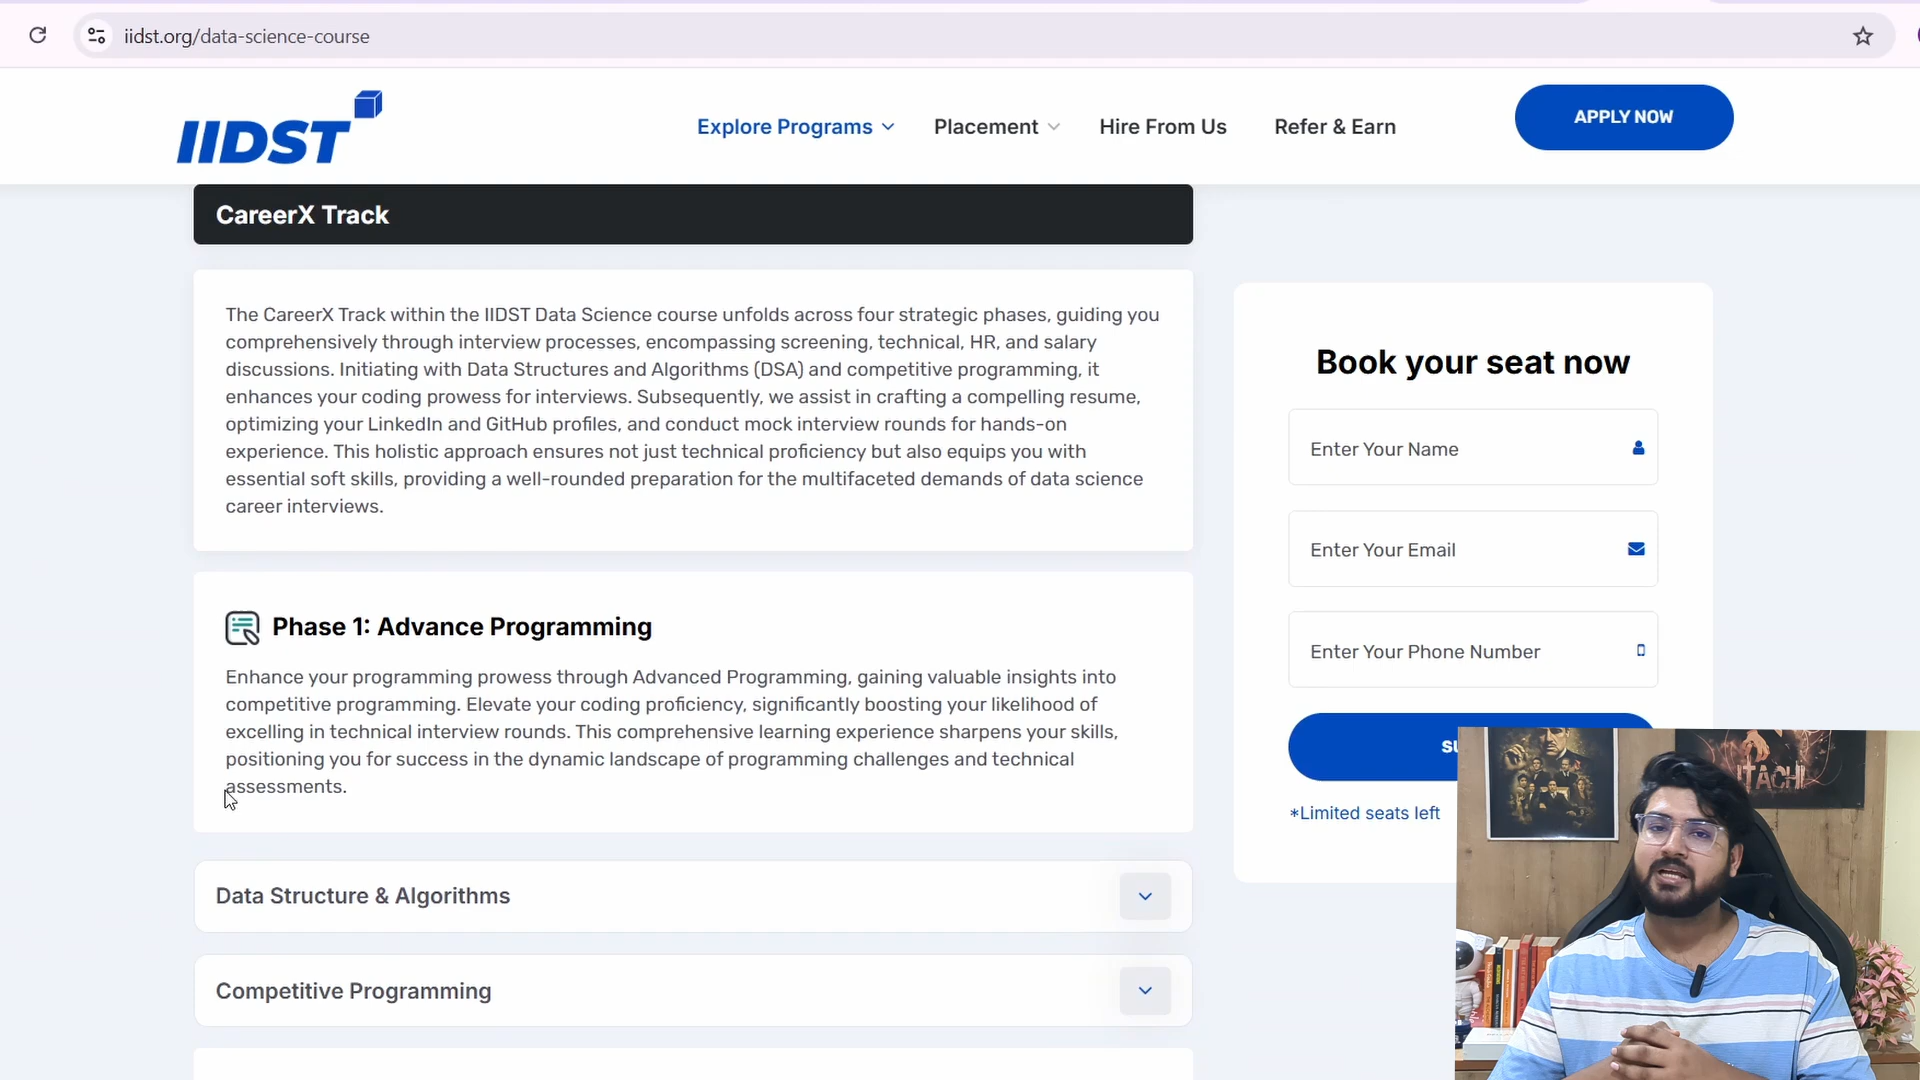 iidst.org/data-science-course
IIDST
Explore Programs
Placement
Hire From Us
Refer & Earn
APPLY NOW
CareerX Track
The CareerX Track within the IIDST Data Science course unfolds across four strategic phases, guiding you
comprehensively through interview processes, encompassing screening, technical, HR, and salary
discussions. Initiating with Data Structures and Algorithms (DSA) and competitive programming, it
enhances your coding prowess for interviews. Subsequently, we assist in crafting a compelling resume,
optimizing your LinkedIn and GitHub profiles, and conduct mock interview rounds for hands-on
experience. This holistic approach ensures not just technical proficiency but also equips you with
essential soft skills, providing a well-rounded preparation for the multifaceted demands of data science
career interviews.
Phase 1: Advance Programming
Enhance your programming prowess through Advanced Programming, gaining valuable insights into
competitive programming. Elevate your coding proficiency, significantly boosting your likelihood of
excelling in technical interview rounds. This comprehensive learning experience sharpens your skills,
positioning you for success in the dynamic landscape of programming challenges and technical
assessments.
Data Structure & Algorithms
Competitive Programming
Book your seat now
Enter Your Name
Enter Your Email
Enter Your Phone Number
*Limited seats left
ITACHI